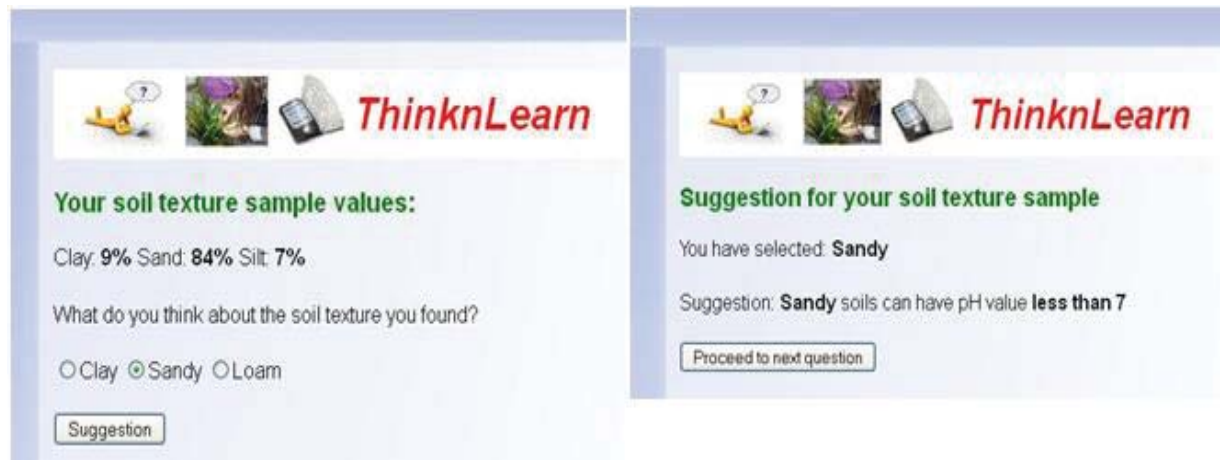 ?
ThinknLearn
Your soil texture sample values:
Clay: 9% Sand: 84% Silt: 7%
What do you think about the soil texture you found?
Clay Sandy Loam
Suggestion
?
ThinknLearn
Suggestion for your soil texture sample
You have selected: Sandy
Suggestion: Sandy soils can have pH value less than 7
Proceed to next question